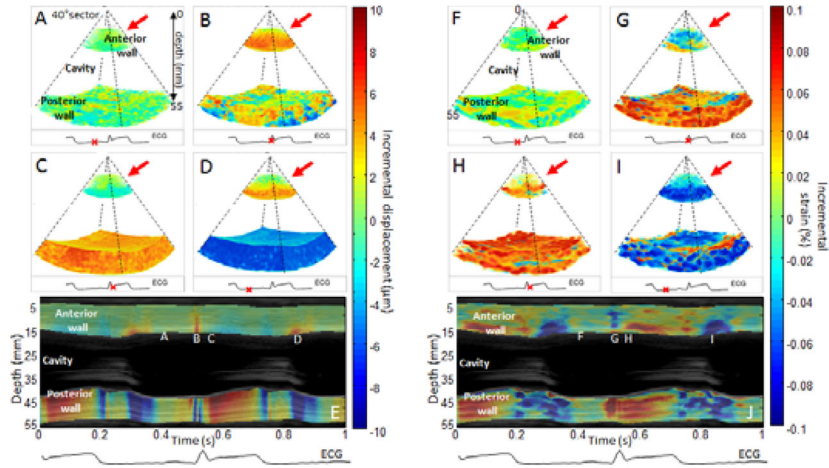 A 40°sector 0
Anterior wall
Cavity
Posterior wall
depth (mm)
55
ECG
B
ECG
C
ECG
D
ECG
10
8
6
4
2
0
-2
-4
-6
-8
-10
Incremental displacement (μm)
5
15
25
35
45
55
Depth (mm)
Anterior wall
Cavity
Posterior wall
A B C D
E
0 0.2 0.4 0.6 0.8 1
Time (s)
ECG
F 0
Anterior wall
Cavity
Posterior wall
55
ECG
G
ECG
H
ECG
I
ECG
0.1
0.08
0.06
0.04
0.02
0
-0.02
-0.04
-0.06
-0.080
-0.1
Incremental strain (%)
5
15
25
35
45
55
Depth (mm)
Anterior wall
Cavity
Posterior wall
F G H I
J
0 0.2 0.4 0.6 0.8 1
Time (s)
ECG